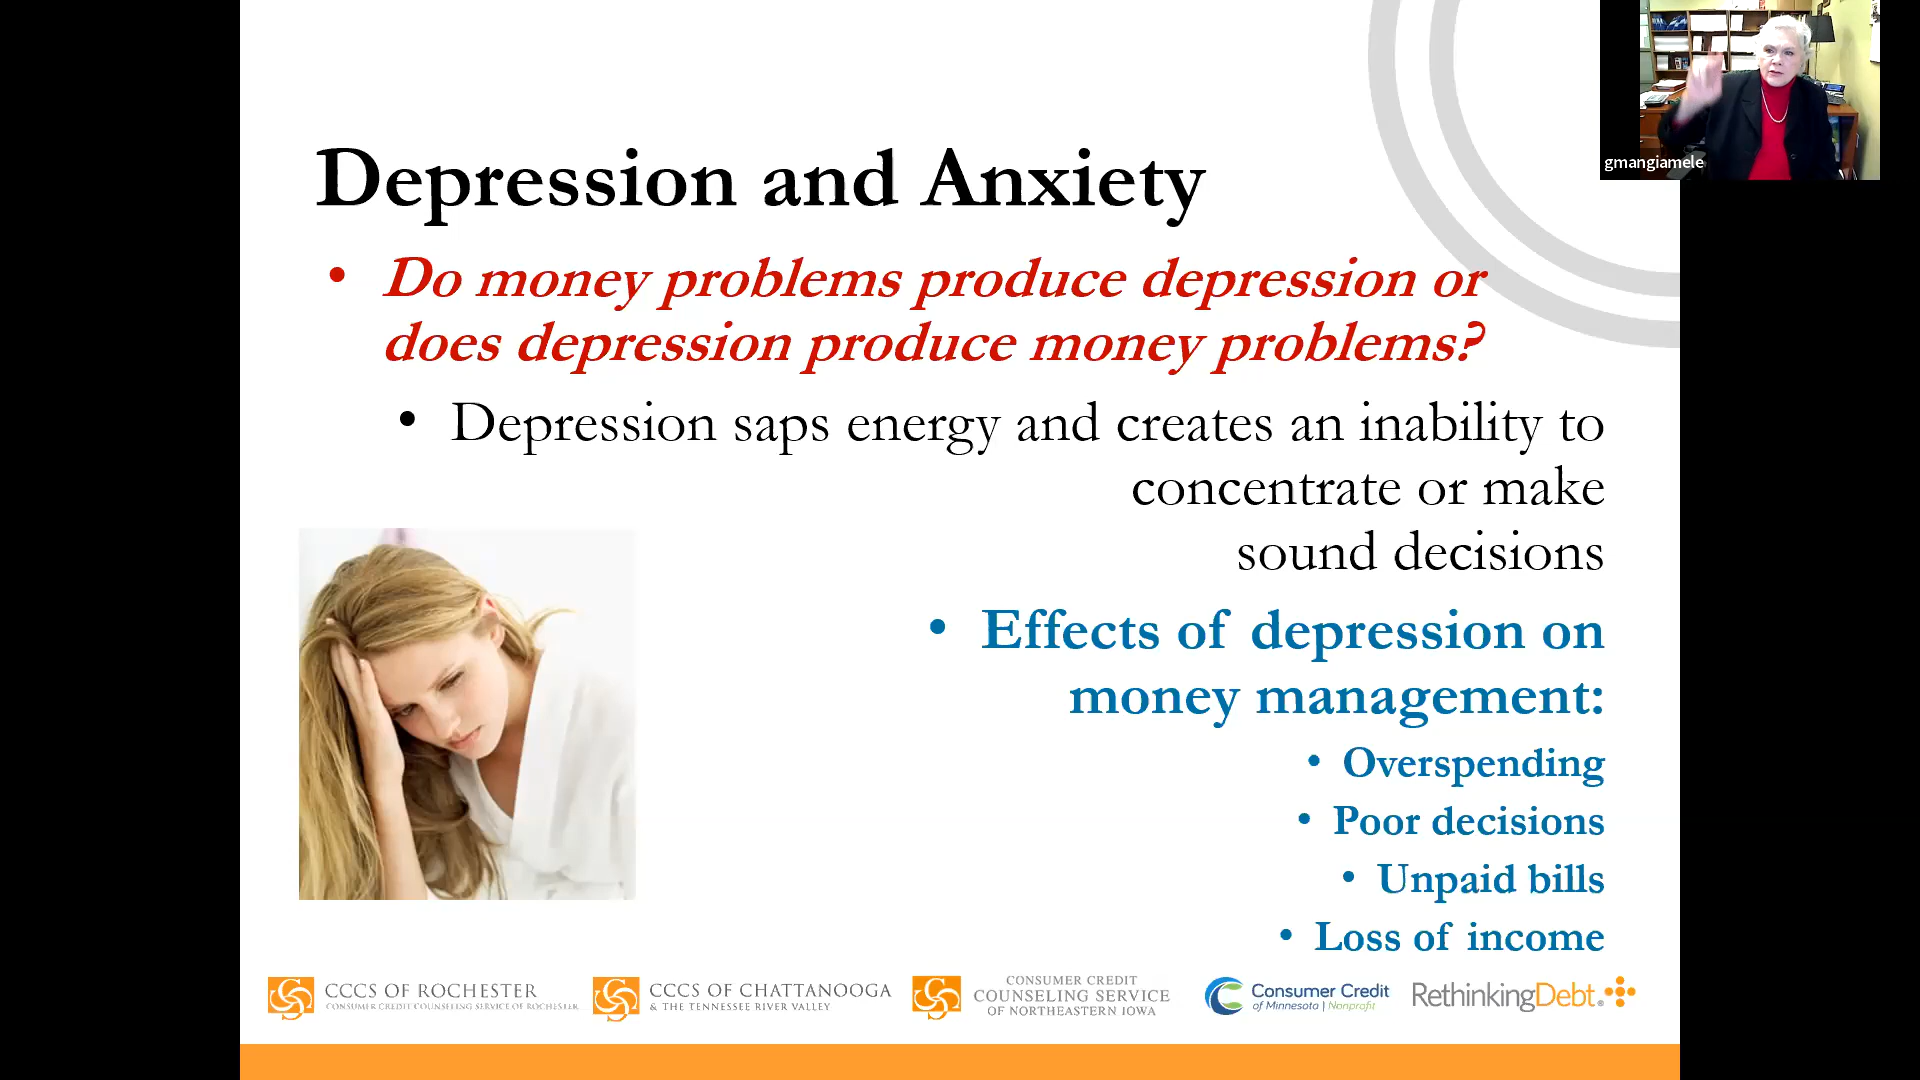 Depression and Anxiety
• Do money problems produce depression or
does depression produce money problems?
• Depression saps energy and creates an inability to
concentrate or make
sound decisions
• Effects of depression on
money management:
• Overspending
• Poor decisions
• Unpaid bills
• Loss of income
CCCS OF ROCHESTER
CONSUMER CREDIT COUNSELING SERVICE OF ROCHESTER
CCCS OF CHATTANOOGA
& THE TENNESSEE RIVER VALLEY
CONSUMER CREDIT
COUNSELING SERVICE
OF NORTHEASTERN IOWA
Consumer Credit
of Minnesota | Nonprofit
RethinkingDebt®
gmangiamele